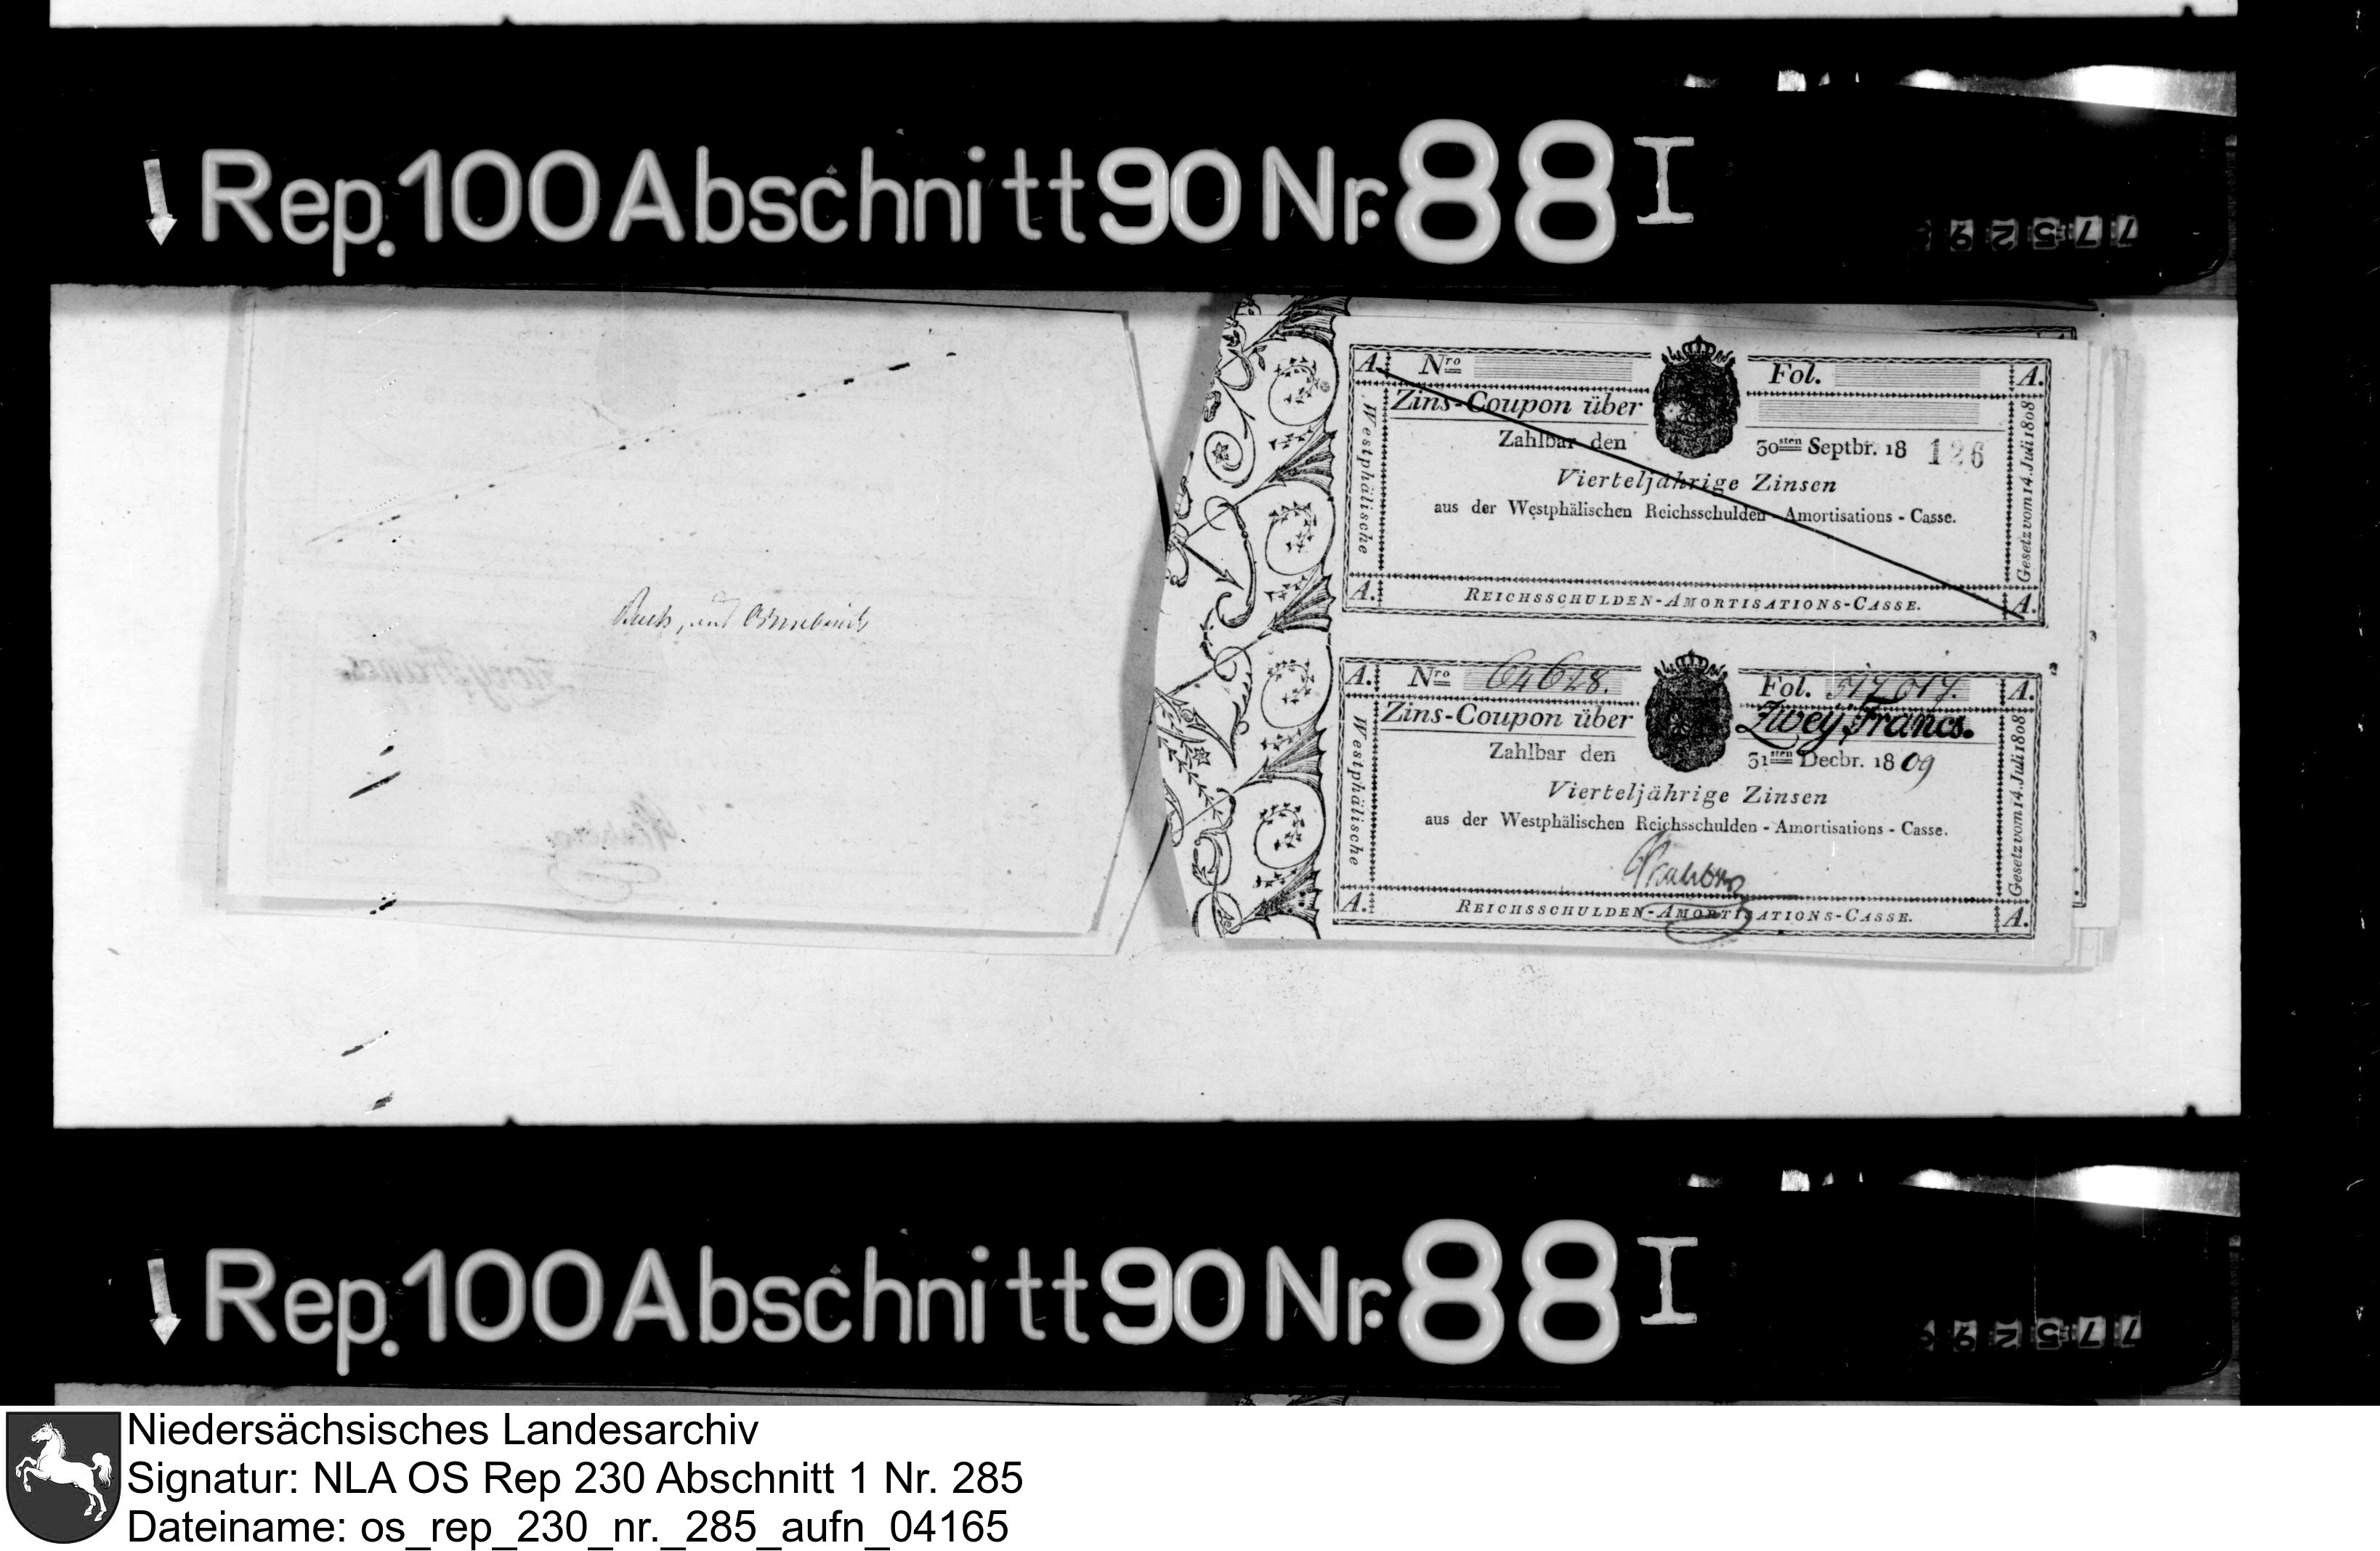 Rep. 100 Abschnitt 90 Nr. 88 I
A. Nro Fol. A.
Zins-Coupon über
Zahlbar den 30sten Septbr. 18
126
Vierteljährige Zinsen
aus der Westphälischen Reichsschulden - Amortisations - Casse.
Westphälische
Gesetz vom 14. Juli 1808
A. REICHSSCHULDEN-AMORTISATIONS-CASSE. A.
A. Nro 64628. Fol. A.
Zins-Coupon über Zwey Francs.
Zahlbar den 31sten Decbr. 1809
Vierteljährige Zinsen
aus der Westphälischen Reichsschulden - Amortisations - Casse.
Westphälische
Gesetz vom 14. Juli 1808
A. REICHSSCHULDEN-AMORTISATIONS-CASSE. A.
Rep. 100 Abschnitt 90 Nr. 88 I
Niedersächsisches Landesarchiv
Signatur: NLA OS Rep 230 Abschnitt 1 Nr. 285
Dateiname: os_rep_230_nr._285_aufn_04165